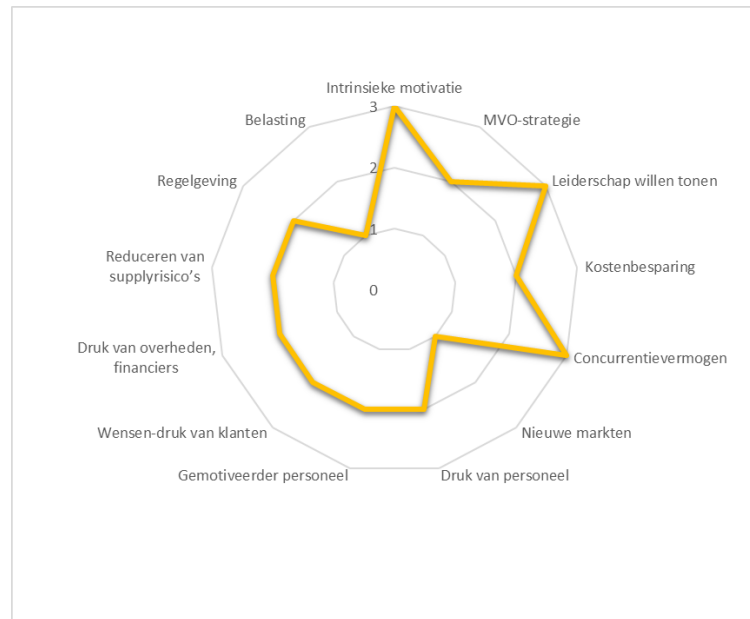 Intrinsieke motivatie
3
Belasting
MVO-strategie
2
Regelgeving
Leiderschap willen tonen
1
Reduceren van
supplyrisico’s
Kostenbesparing
0
Druk van overheden,
financiers
Concurrentievermogen
Wensen-druk van klanten
Nieuwe markten
Gemotiveerder personeel
Druk van personeel